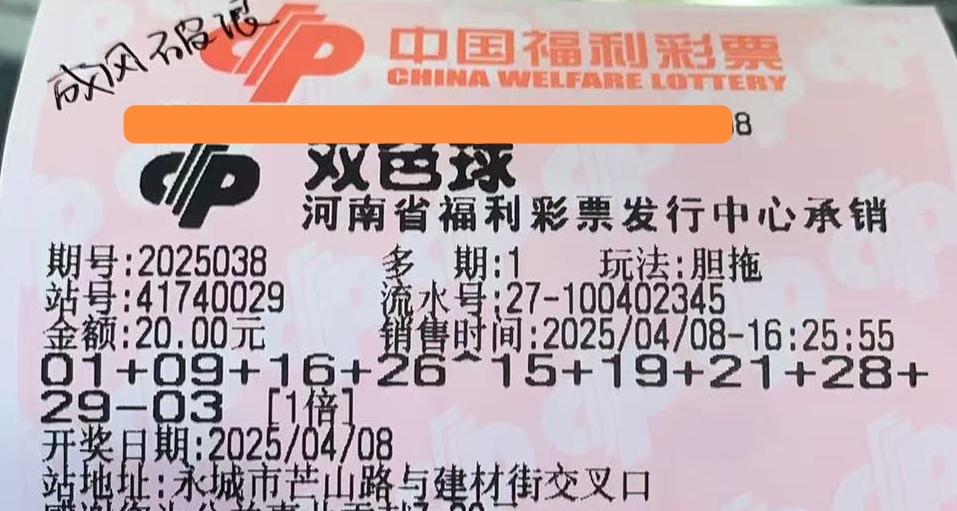 成风破浪
中国福利彩票
CHINA WELFARE LOTTERY
8
双色球
河南省福利彩票发行中心承销
期号:2025038 多 期:1 玩法:胆拖
站号:41740029 流水号:27-100402345
金额:20.00元 销售时间:2025/04/08-16:25:55
01+09+16+26^15+19+21+28+
29-03 [1倍]
开奖日期:2025/04/08
站地址:永城市芒山路与建材街交叉口